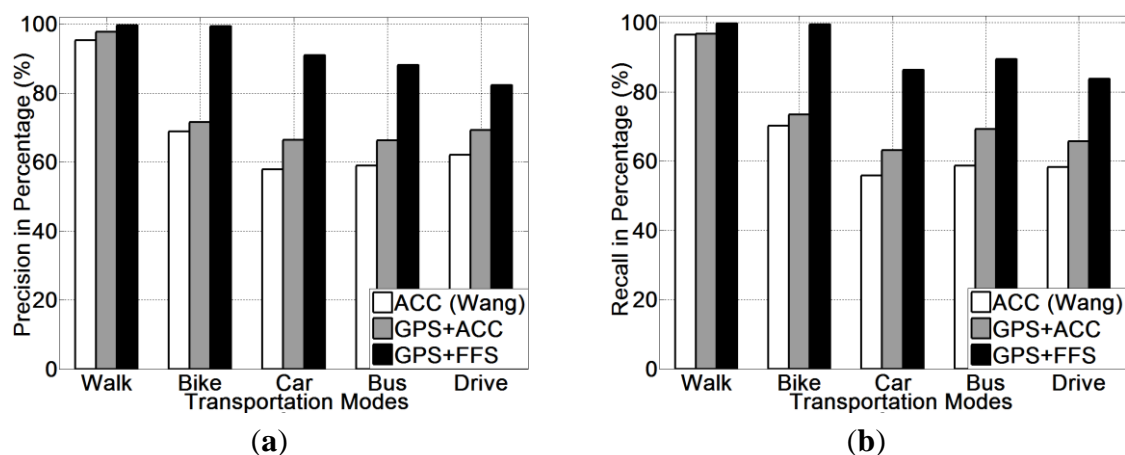 100
80
60
40
20
0
Precision in Percentage (%)
ACC (Wang)
GPS+ACC
GPS+FFS
Walk Bike Car Bus Drive
Transportation Modes
(a)
100
80
60
40
20
0
Recall in Percentage (%)
ACC (Wang)
GPS+ACC
GPS+FFS
Walk Bike Car Bus Drive
Transportation Modes
(b)